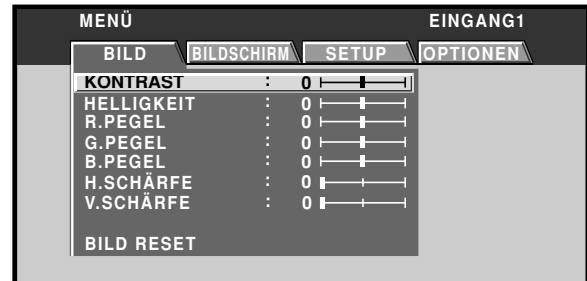 MENÜ EINGANG1
BILD BILDSCHIRM SETUP OPTIONEN
KONTRAST : 0
HELLIGKEIT : 0
R.PEGEL : 0
G.PEGEL : 0
B.PEGEL : 0
H.SCHÄRFE : 0
V.SCHÄRFE : 0
BILD RESET